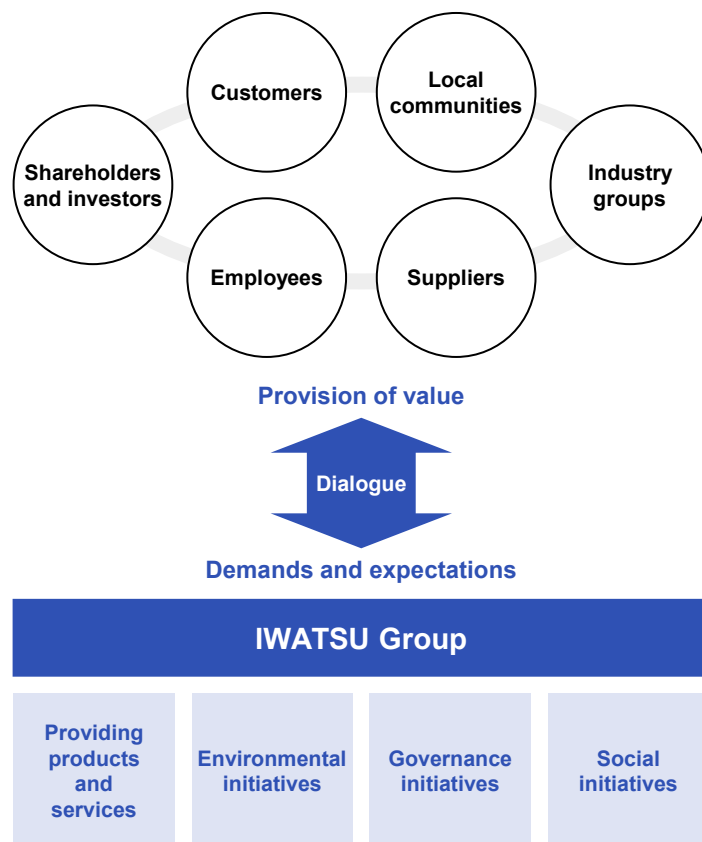 Customers
Local
communities
Shareholders
and investors
Industry
groups
Employees
Suppliers
Provision of value
Dialogue
Demands and expectations
IWATSU Group
Providing
products
and
services
Environmental
initiatives
Governance
initiatives
Social
initiatives